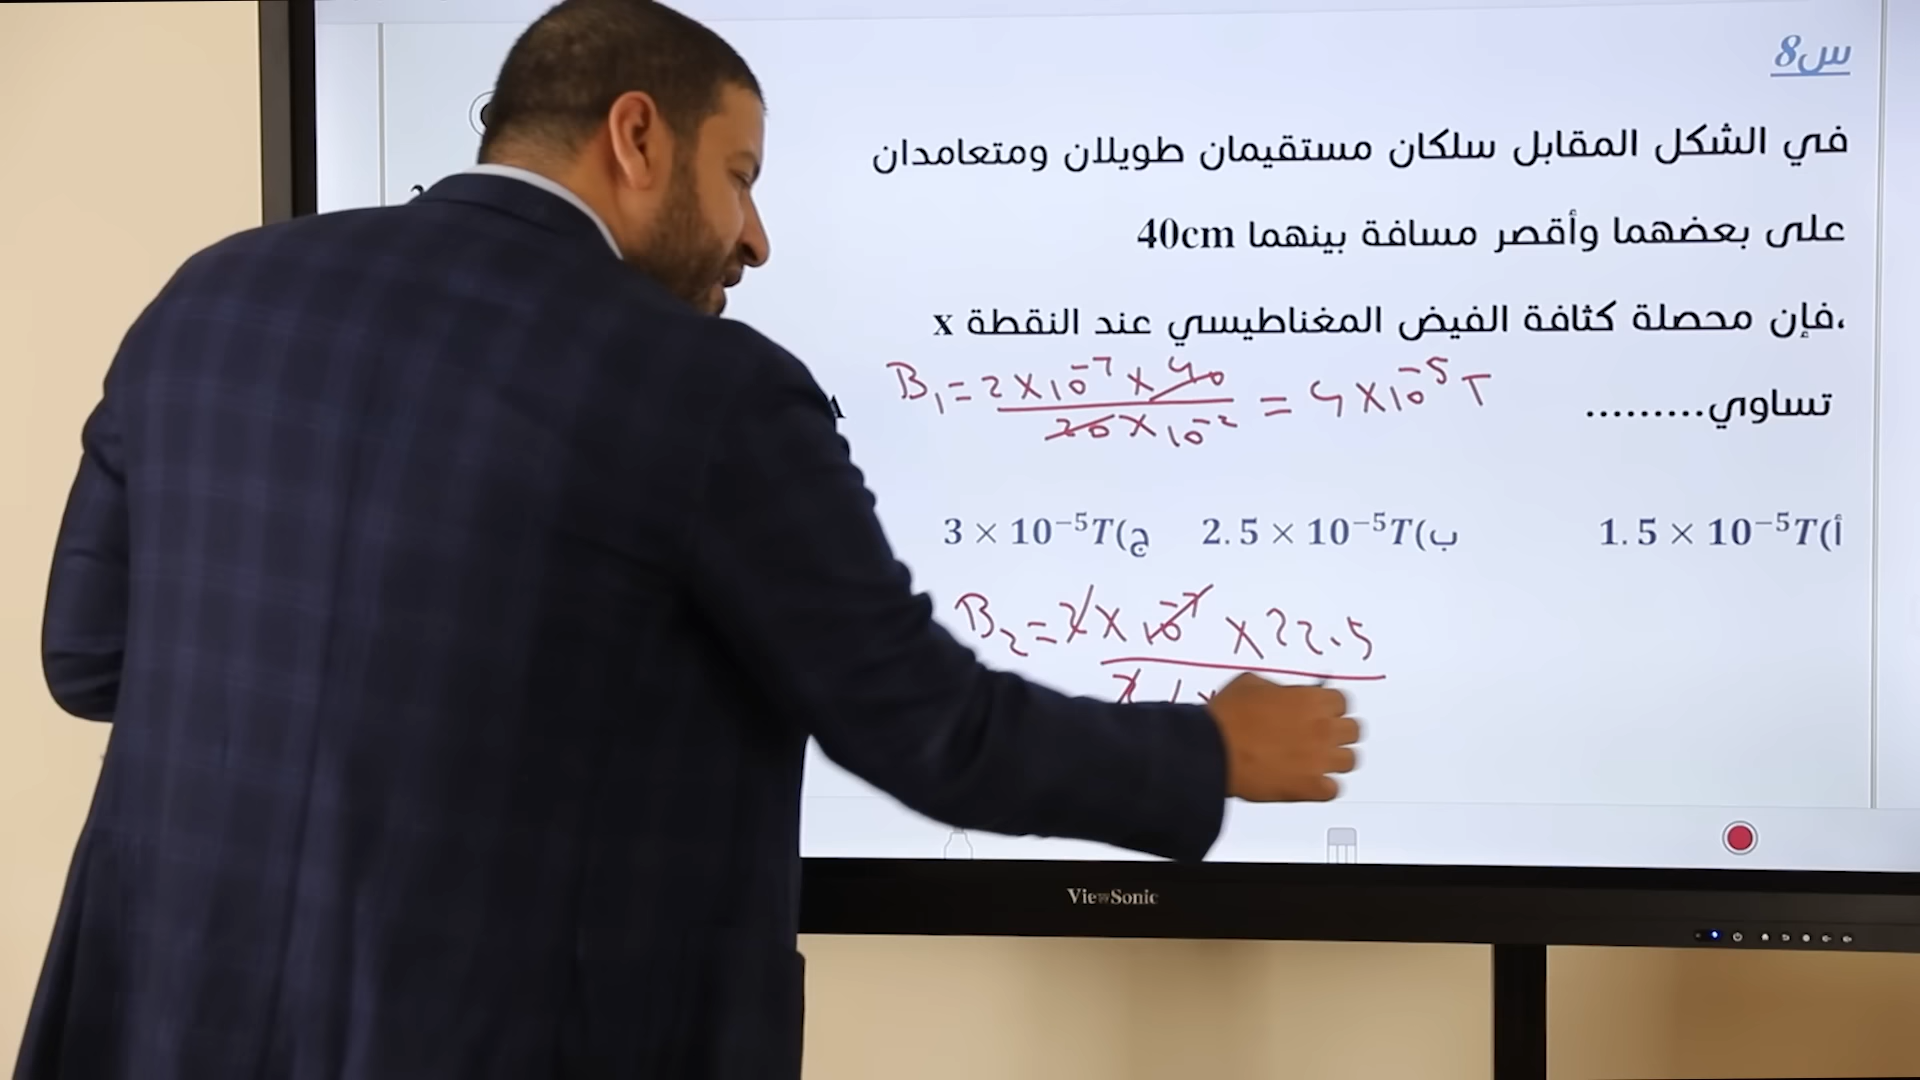 س8
في الشكل المقابل سلكان مستقيمان طويلان ومتعامدان
على بعضهما وأقصر مسافة بينهما 40cm
،فإن محصلة كثافة الفيض المغناطيسي عند النقطة x
تساوي.........
B₁ = 2 × 10⁻⁷ × 40 / 20 × 10⁻² = 4 × 10⁻⁵ T
أ) 1.5 × 10⁻⁵T ب) 2.5 × 10⁻⁵T ج) 3 × 10⁻⁵T
B₂ = 2 × 10⁻⁷ × 22.5
ViewSonic